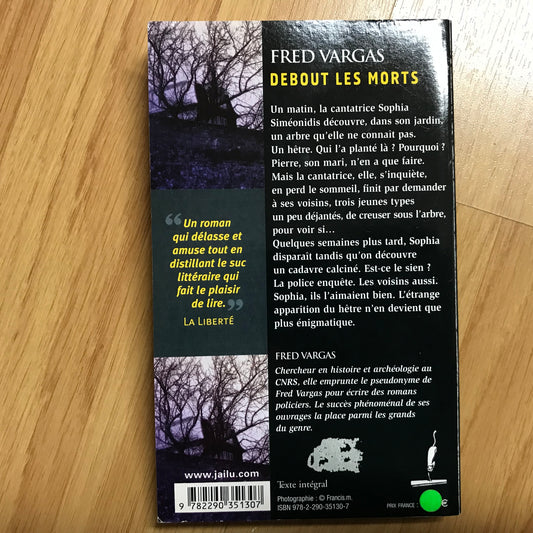 FRED VARGAS
DEBOUT LES MORTS
Un matin, la cantatrice Sophia
Siméonidis découvre, dans son jardin,
un arbre qu'elle ne connait pas.
Un hêtre. Qui l'a planté là ? Pourquoi ?
Pierre, son mari, n'en a que faire.
Mais la cantatrice, elle, s'inquiète,
en perd le sommeil, finit par demander
à ses voisins, trois jeunes types
un peu déjantés, de creuser sous l'arbre,
pour voir si...
Quelques semaines plus tard, Sophia
disparait tandis qu'on découvre
un cadavre calciné. Est-ce le sien ?
La police enquête. Les voisins aussi.
Sophia, ils l'aimaient bien. L'étrange
apparition du hêtre n'en devient que
plus énigmatique.
“ Un roman
qui délasse et
amuse tout en
distillant le suc
littéraire qui
fait le plaisir
de lire. ”
LA LIBERTÉ
FRED VARGAS
Chercheur en histoire et archéologie au
CNRS, elle emprunte le pseudonyme de
Fred Vargas pour écrire des romans
policiers. Le succès phénoménal de ses
ouvrages la place parmi les grands
du genre.
www.jailu.com
9 782290 351307
Texte intégral
Photographie : © Francis.m.
ISBN 978-2-290-35130-7
PRIX FRANCE :
€